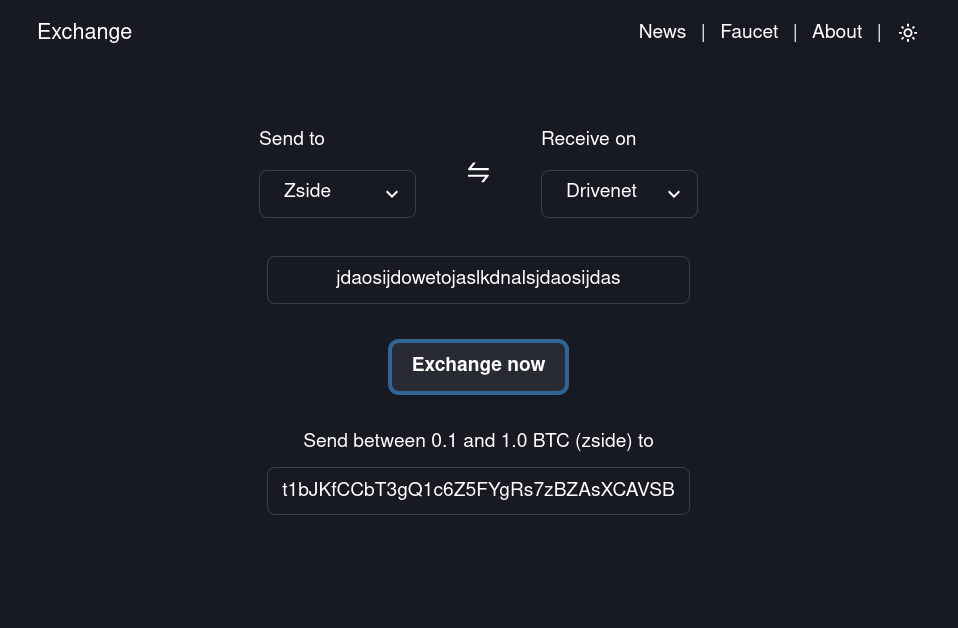 Exchange
News | Faucet | About |
Send to
Receive on
Zside
Drivenet
jdaosijdowetojaslkdnalsjdaosijdas
Exchange now
Send between 0.1 and 1.0 BTC (zside) to
t1bJKfCCbT3gQ1c6Z5FYgRs7zBZAsXCAVSB